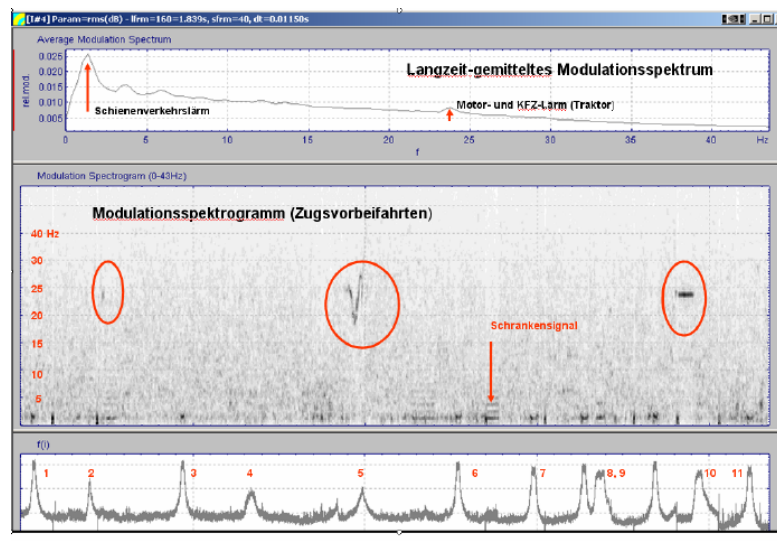 [I#4] Param=rms(dB) - lfrm=160=1.839s, sfrm=40, dt=0.01150s
Average Modulation Spectrum
Langzeit-gemitteltes Modulationsspektrum
rel.mod.
0.025
0.020
0.015
0.010
0.005
Schienenverkehrslärm
Motor- und KFZ-Lärm (Traktor)
0 5 10 15 20 25 30 35 40 Hz
f
Modulation Spectrogram (0-43Hz)
Modulationsspektrogramm (Zugsvorbeifahrten)
40 Hz
30
25
20
15
10
5
Schrankensignal
f(i)
1 2 3 4 5 6 7 8, 9 10 11